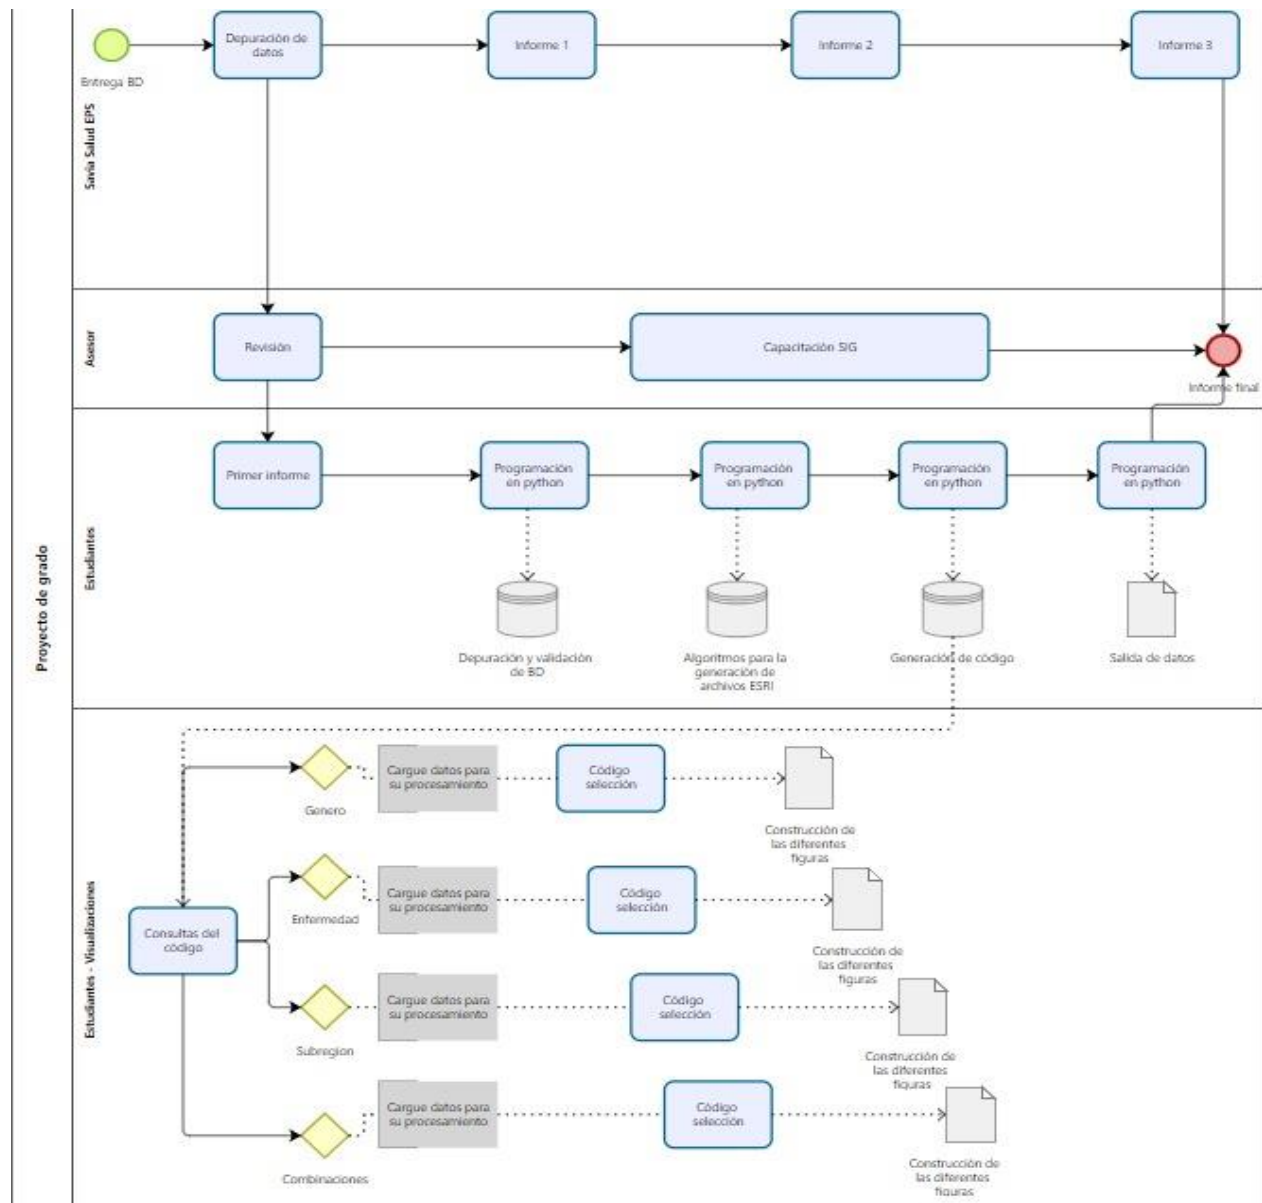 Proyecto de grado
Savia Salud EPS
Entrega BD
Depuración de
datos
Informe 1
Informe 2
Informe 3
Asesor
Revisión
Capacitación SIG
Informe final
Estudiantes
Primer informe
Programación
en python
Programación
en python
Programación
en python
Programación
en python
Depuración y validación
de BD
Algoritmos para la
generación de
archivos ESRI
Generación de código
Salida de datos
Estudiantes - Visualizaciones
Consultas del
código
Genero
Cargue datos para
su procesamiento
Código
selección
Construcción de
las diferentes
figuras
Enfermedad
Cargue datos para
su procesamiento
Código
selección
Construcción de
las diferentes
figuras
Subregion
Cargue datos para
su procesamiento
Código
selección
Construcción de
las diferentes
figuras
Combinaciones
Cargue datos para
su procesamiento
Código
selección
Construcción de
las diferentes
figuras